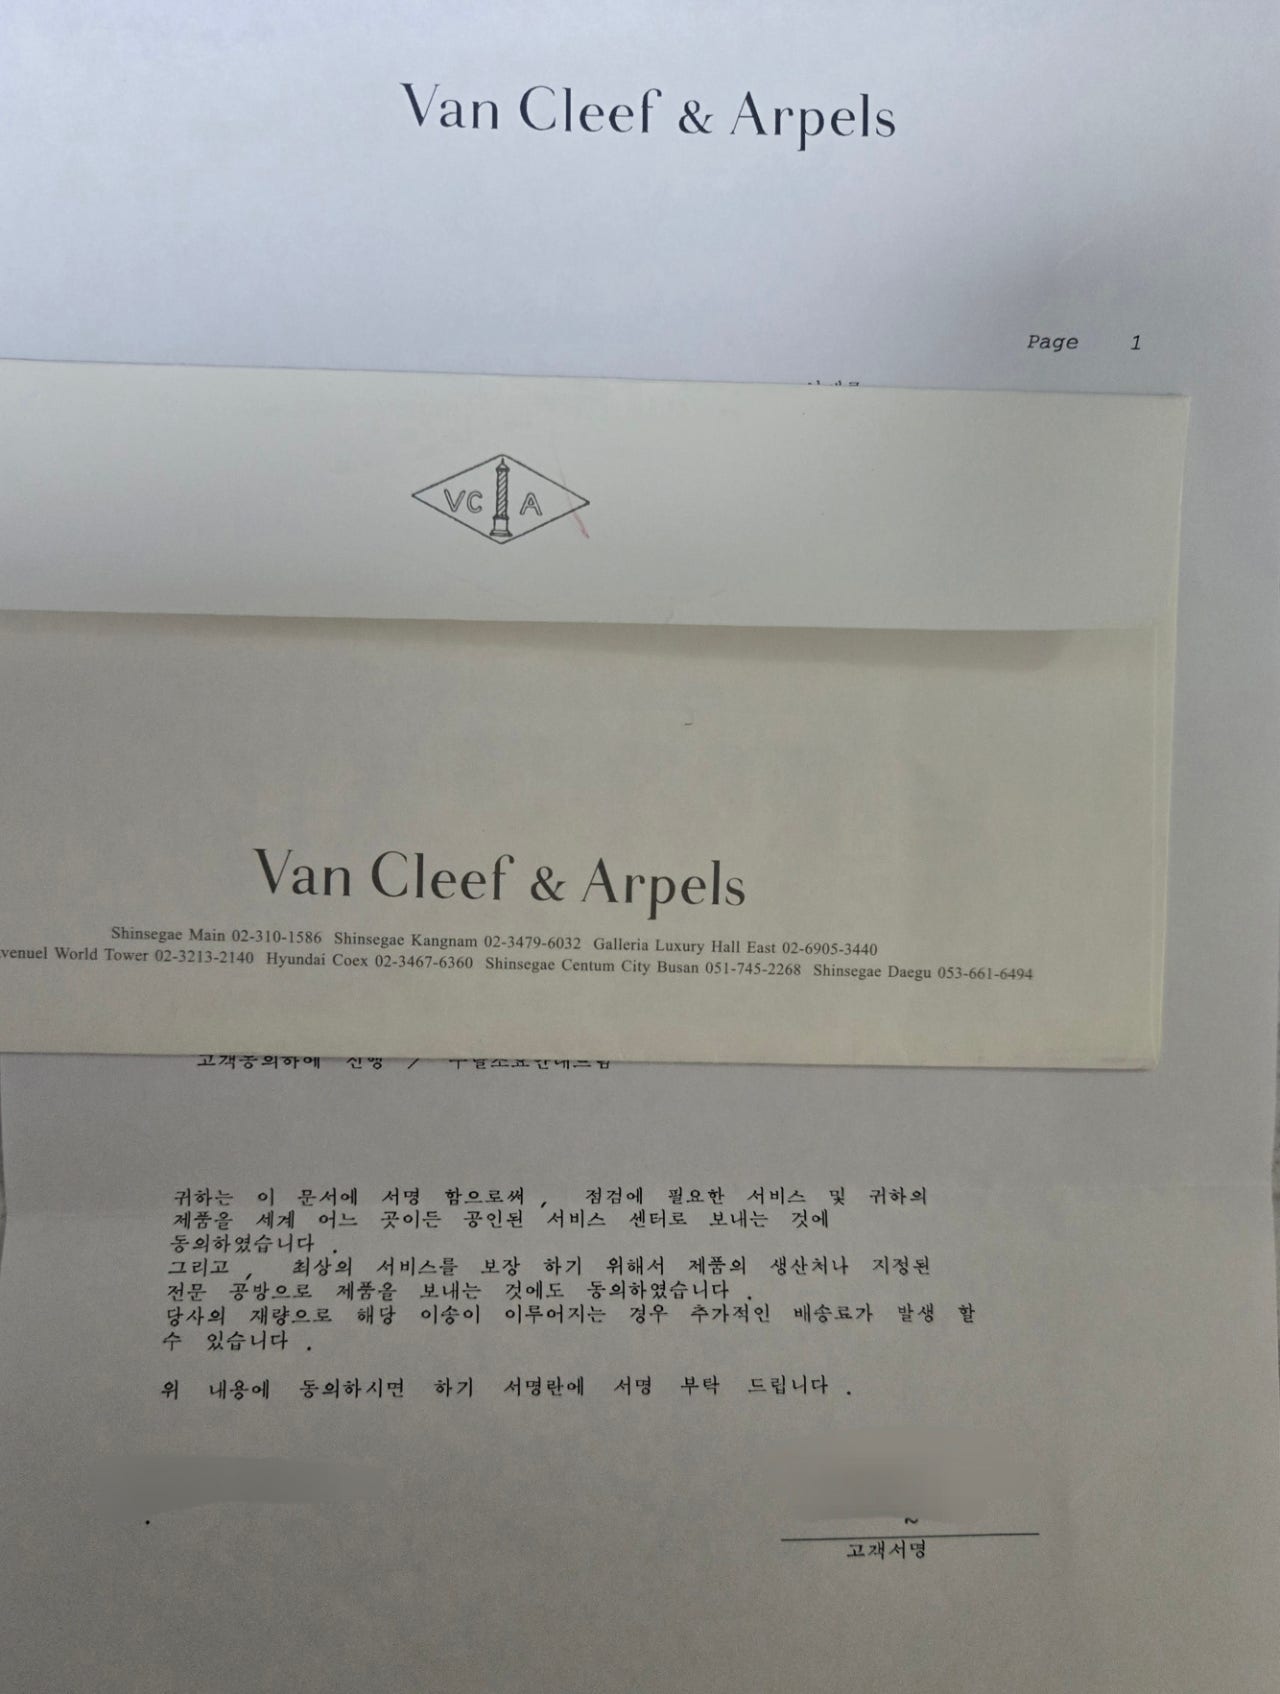 Van Cleef & Arpels
Page 1
VC A
Van Cleef & Arpels
Shinsegae Main 02-310-1586 Shinsegae Kangnam 02-3479-6032 Galleria Luxury Hall East 02-6905-3440
venuel World Tower 02-3213-2140 Hyundai Coex 02-3467-6360 Shinsegae Centum City Busan 051-745-2268 Shinsegae Daegu 053-661-6494
고객동의하에 진행 /
귀하는 이 문서에 서명 함으로써 , 점검에 필요한 서비스 및 귀하의
제품을 세계 어느 곳이든 공인된 서비스 센터로 보내는 것에
동의하였습니다 .
그리고 , 최상의 서비스를 보장 하기 위해서 제품의 생산처나 지정된
전문 공방으로 제품을 보내는 것에도 동의하였습니다 .
당사의 재량으로 해당 이송이 이루어지는 경우 추가적인 배송료가 발생 할
수 있습니다 .
위 내용에 동의하시면 하기 서명란에 서명 부탁 드립니다 .
고객서명